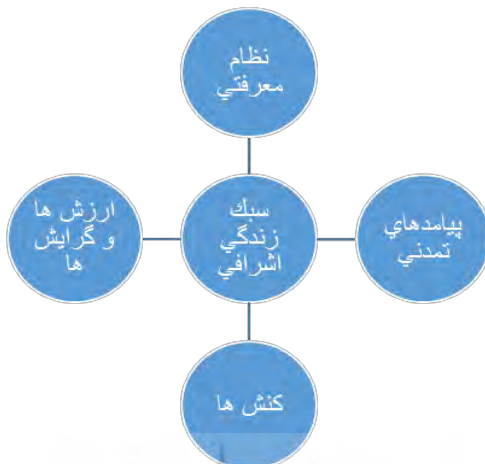 نظام
معرفتي
ارزش ها
و گرايش
ها
سبك
زندگي
اشرافي
پيامدهاي
تمدني
كنش ها